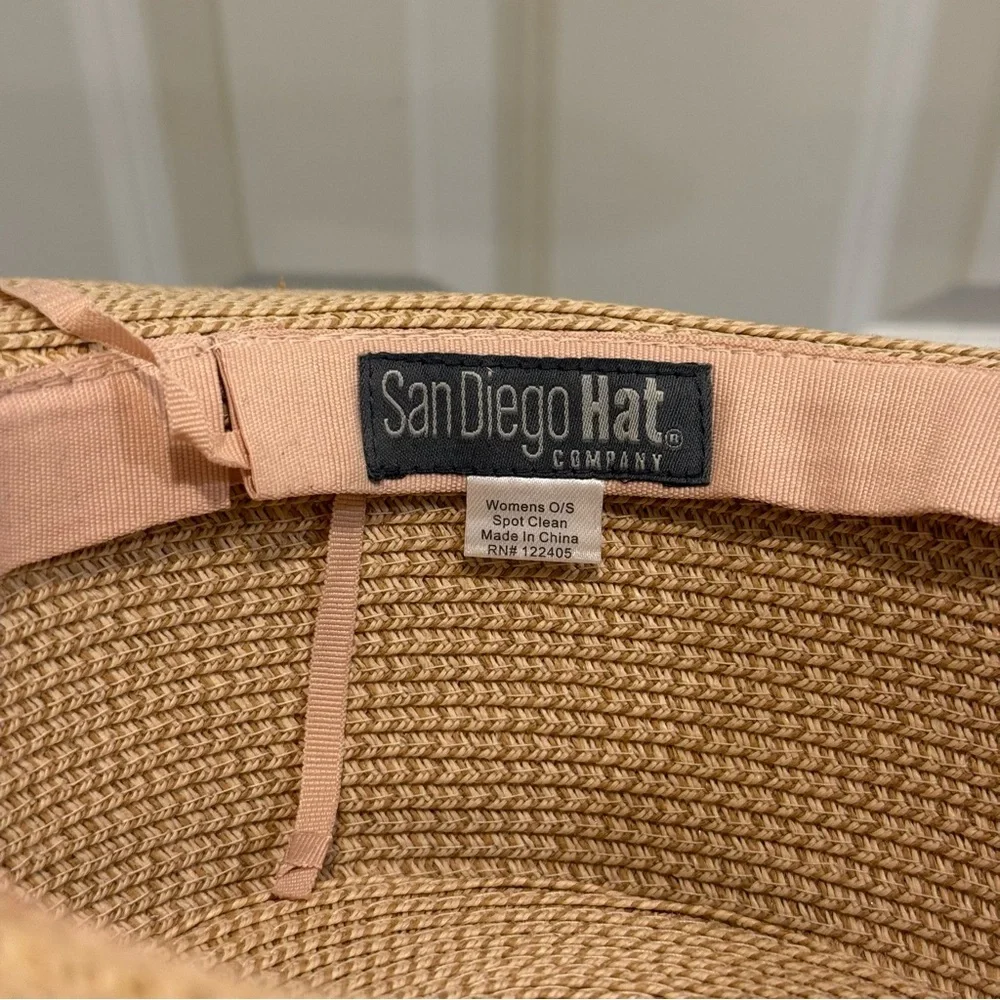 San Diego Hat®
COMPANY
Womens O/S
Spot Clean
Made In China
RN# 122405